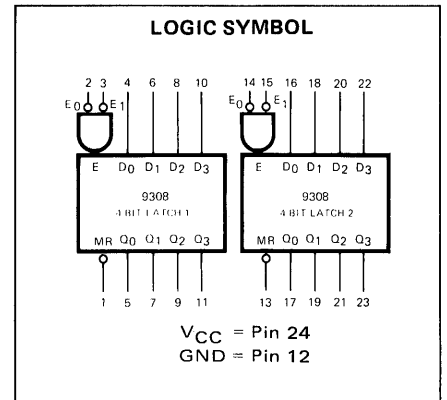 LOGIC SYMBOL
2 3 4 6 8 10 14 15 16 18 20 22
E0 E1 E0 E1
E D0 D1 D2 D3 E D0 D1 D2 D3
9308 9308
4 BIT LATCH 1 4 BIT LATCH 2
MR Q0 Q1 Q2 Q3 MR Q0 Q1 Q2 Q3
1 5 7 9 11 13 17 19 21 23
VCC = Pin 24
GND = Pin 12